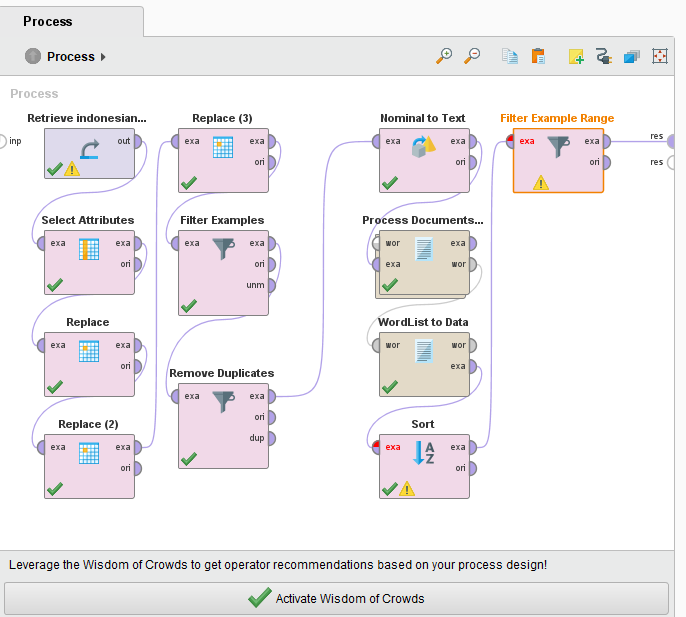 Process
Process
Process
inp
Retrieve indonesian...
out
Select Attributes
exa exa
ori
Replace
exa exa
ori
Replace (2)
exa exa
ori
Replace (3)
exa exa
ori
Filter Examples
exa exa
ori
unm
Remove Duplicates
exa exa
ori
dup
Nominal to Text
exa exa
ori
Process Documents...
wor exa
exa wor
WordList to Data
wor wor
exa
Sort
exa exa
ori
A
Z
Filter Example Range
exa exa
ori
res
res
Leverage the Wisdom of Crowds to get operator recommendations based on your process design!
Activate Wisdom of Crowds